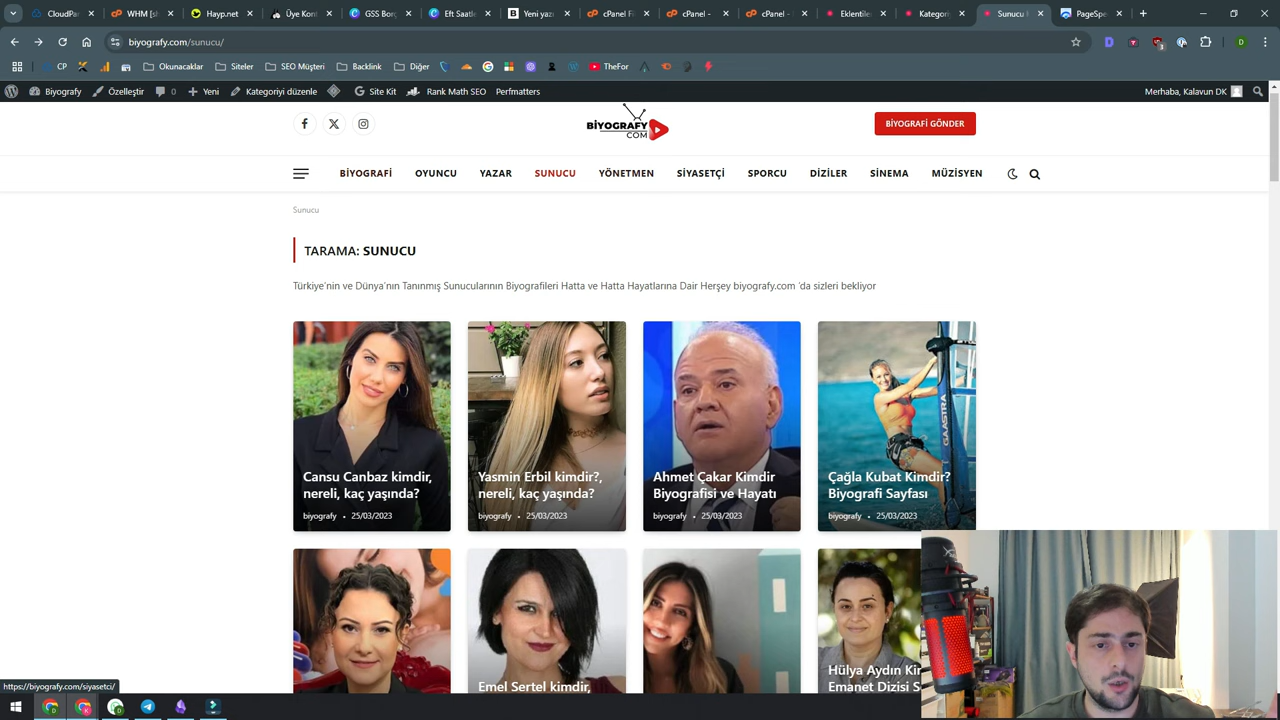 CloudPan
WHM [sh
Hayp.net
Üye Kont
GSS Borç
Eft Saatle
Yeni yazı
cPanel F
cPanel -
cPanel -
Eklentiler
Kategori
Sunucu
PageSpe
biyografy.com/sunucu/
CP
Okunacaklar
Siteler
SEO Müşteri
Backlink
Diğer
TheFor
Biyografy
Özelleştir
0
Yeni
Kategoriyi düzenle
Site Kit
Rank Math SEO
Perfmatters
Merhaba, Kalavun DK
BİYOGRAFY
COM
BİYOGRAFİ GÖNDER
BİYOGRAFİ
OYUNCU
YAZAR
SUNUCU
YÖNETMEN
SİYASETÇİ
SPORCU
DİZİLER
SİNEMA
MÜZİSYEN
Sunucu
TARAMA: SUNUCU
Türkiye'nin ve Dünya'nın Tanınmış Sunucularının Biyografileri Hatta ve Hatta Hayatlarına Dair Herşey biyografy.com 'da sizleri bekliyor
Cansu Canbaz kimdir,
nereli, kaç yaşında?
biyografy • 25/03/2023
Yasmin Erbil kimdir?,
nereli, kaç yaşında?
biyografy • 25/03/2023
Ahmet Çakar Kimdir
Biyografisi ve Hayatı
biyografy • 25/03/2023
GAASTRA
Çağla Kubat Kimdir?
Biyografi Sayfası
biyografy • 25/03/2023
Emel Sertel kimdir,
Hülya Aydın Kim
Emanet Dizisi S
https://biyografy.com/siyasetci/